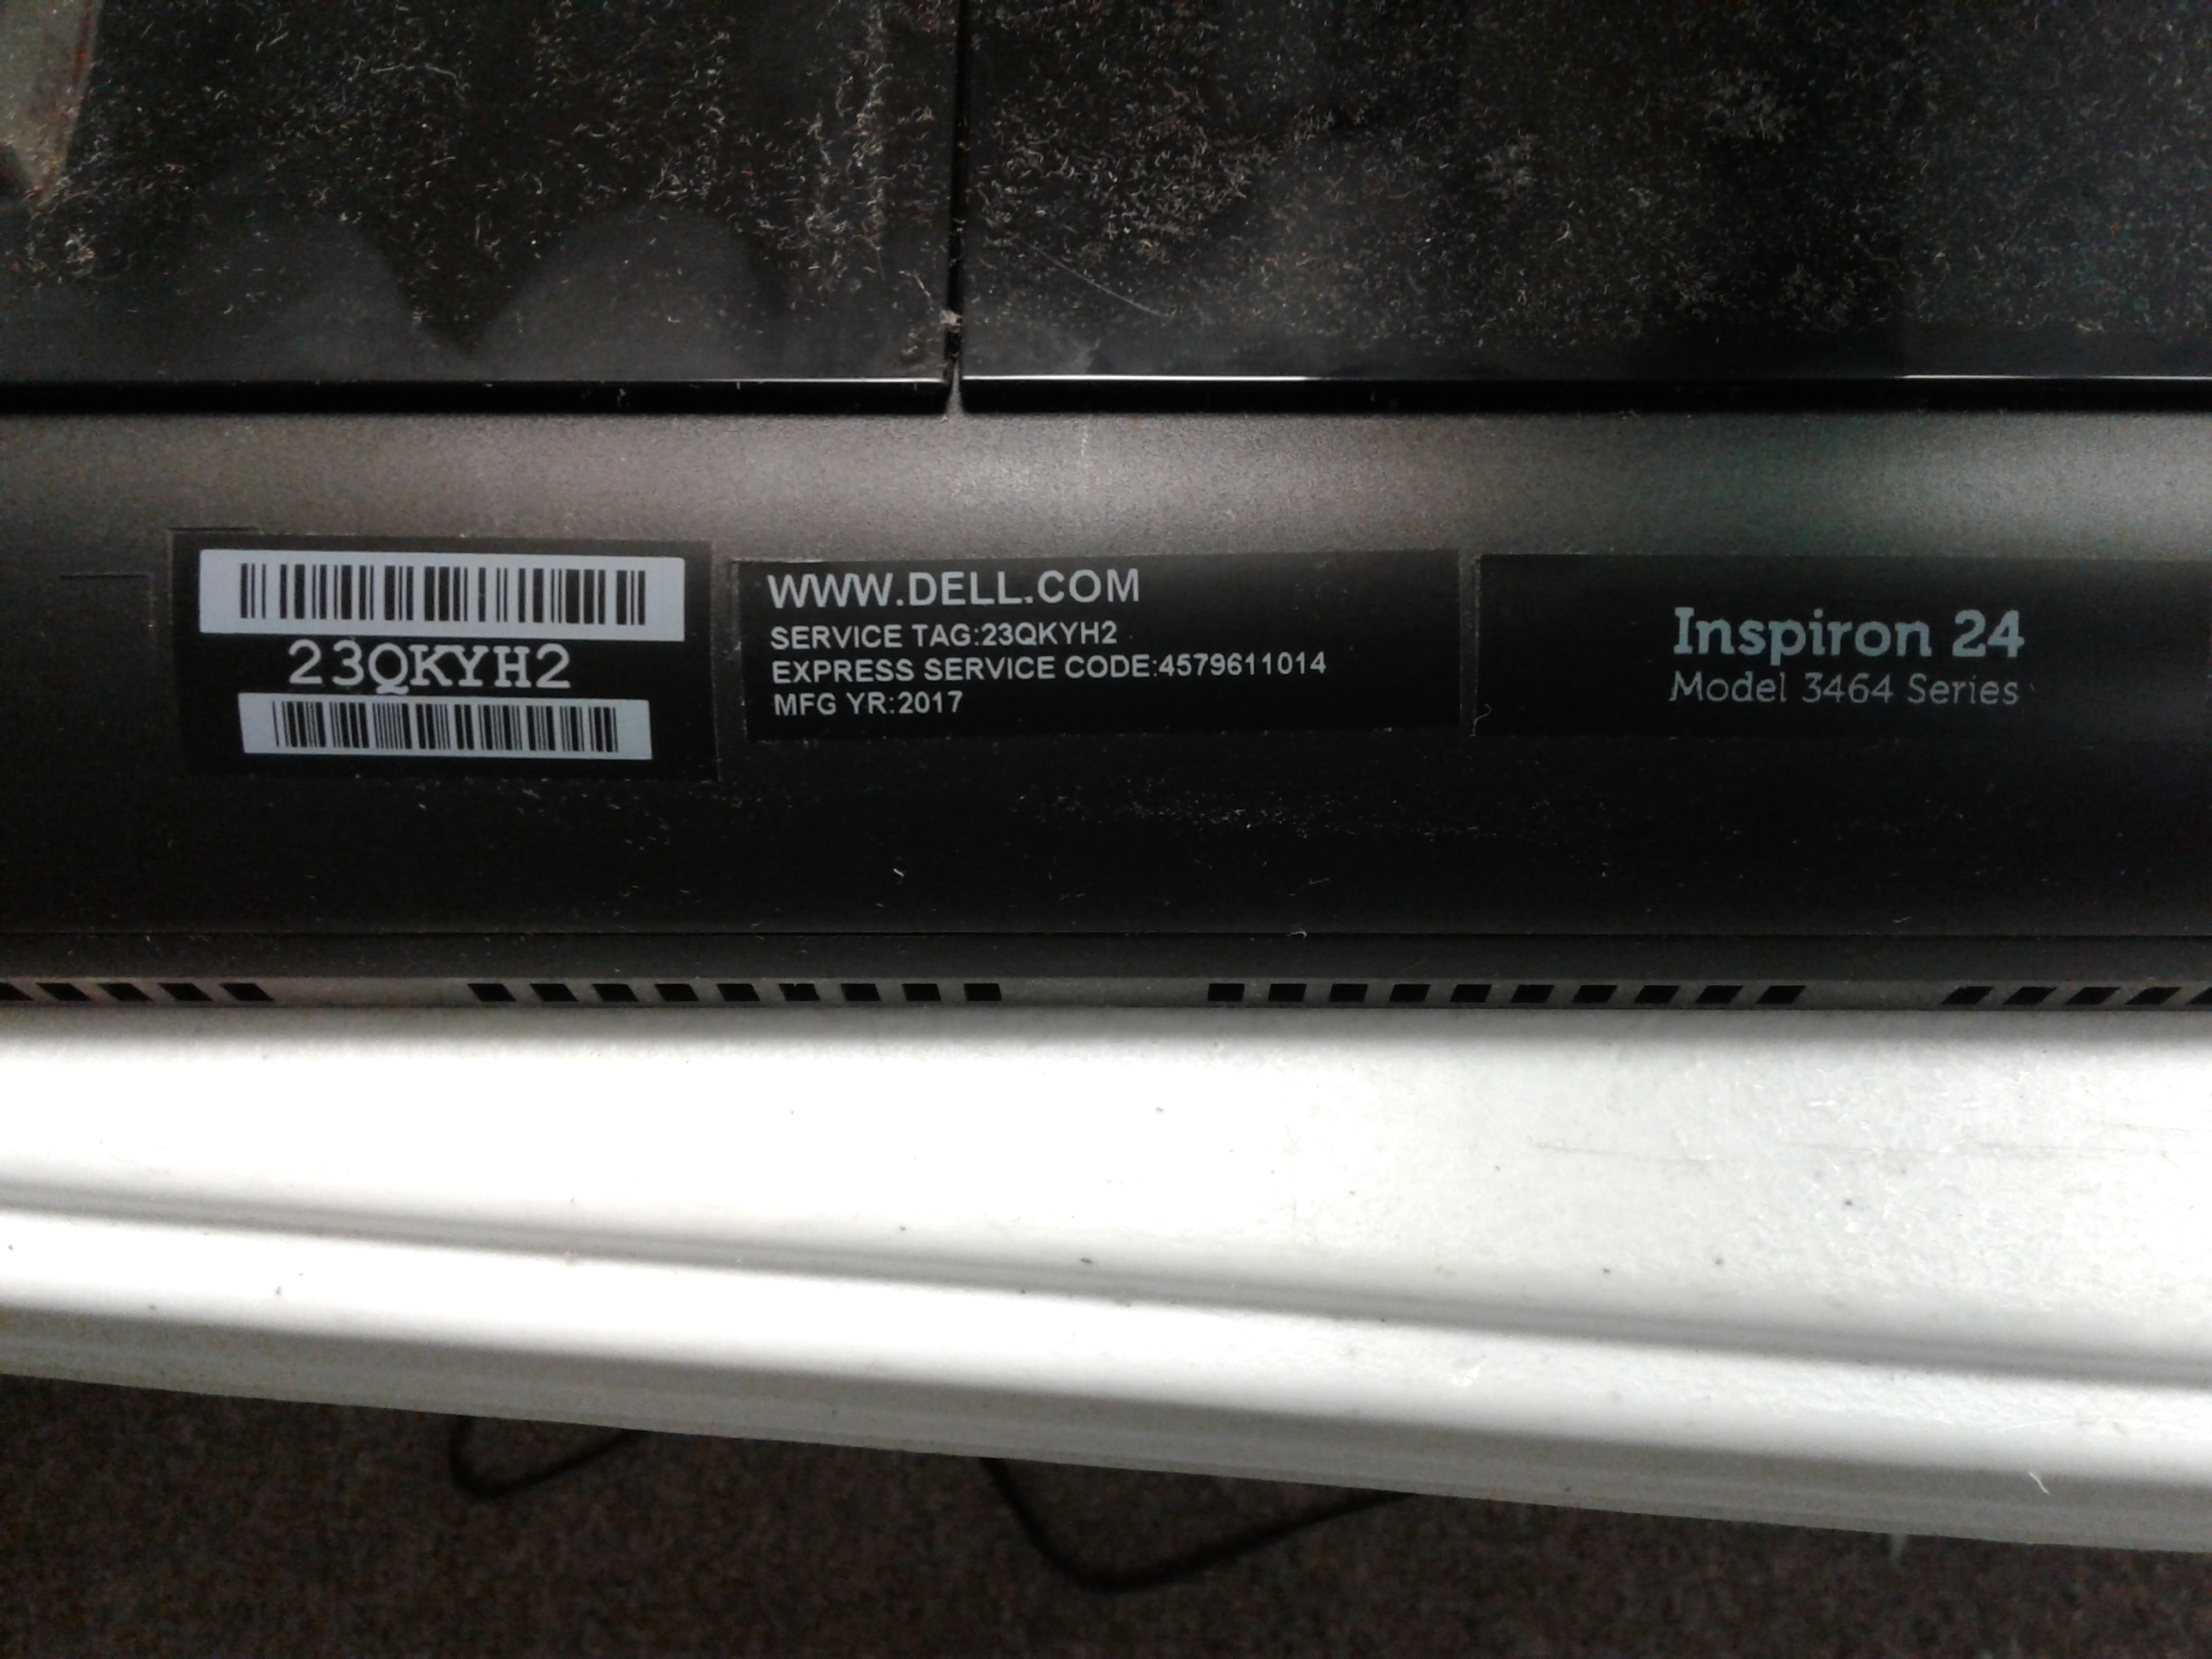 23QKYH2
WWW.DELL.COM
SERVICE TAG:23QKYH2
EXPRESS SERVICE CODE:4579611014
MFG YR:2017
Inspiron 24
Model 3464 Series